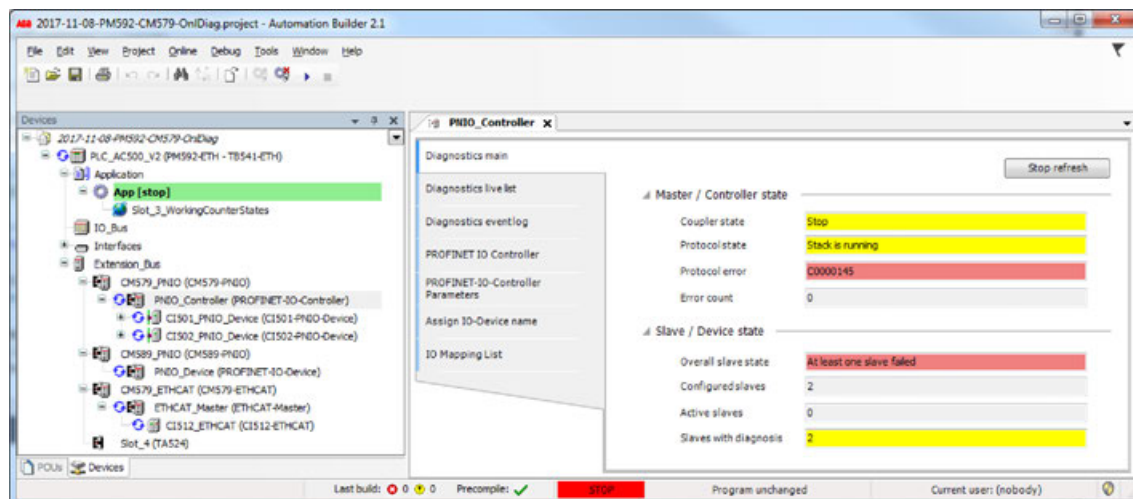 ABB 2017-11-08-PM592-CM579-OnlDiag.project - Automation Builder 2.1
File Edit View Project Online Debug Tools Window Help
Devices
2017-11-08-PM592-CM579-OnlDiag
PLC_AC500_V2 (PM592-ETH - TB541-ETH)
Application
App [stop]
Slot_3_WorkingCounterStates
IO_Bus
Interfaces
Extension_Bus
CM579_PNIO (CM579-PNIO)
PNIO_Controller (PROFINET-IO-Controller)
CI501_PNIO_Device (CI501-PNIO-Device)
CI502_PNIO_Device (CI502-PNIO-Device)
CM589_PNIO (CM589-PNIO)
PNIO_Device (PROFINET-IO-Device)
CM579_ETHCAT (CM579-ETHCAT)
ETHCAT_Master (ETHCAT-Master)
CI512_ETHCAT (CI512-ETHCAT)
Slot_4 (TA524)
POUs Devices
PNIO_Controller
Diagnostics main
Diagnostics live list
Diagnostics eventlog
PROFINET IO Controller
PROFINET-IO-Controller
Parameters
Assign IO-Device name
IO Mapping List
Stop refresh
Master / Controller state
Coupler state Stop
Protocol state Stack is running
Protocol error C0000145
Error count 0
Slave / Device state
Overall slave state At least one slave failed
Configured slaves 2
Active slaves 0
Slaves with diagnosis 2
Last build: 0 0 Precompile: STOP Program unchanged Current user: (nobody)